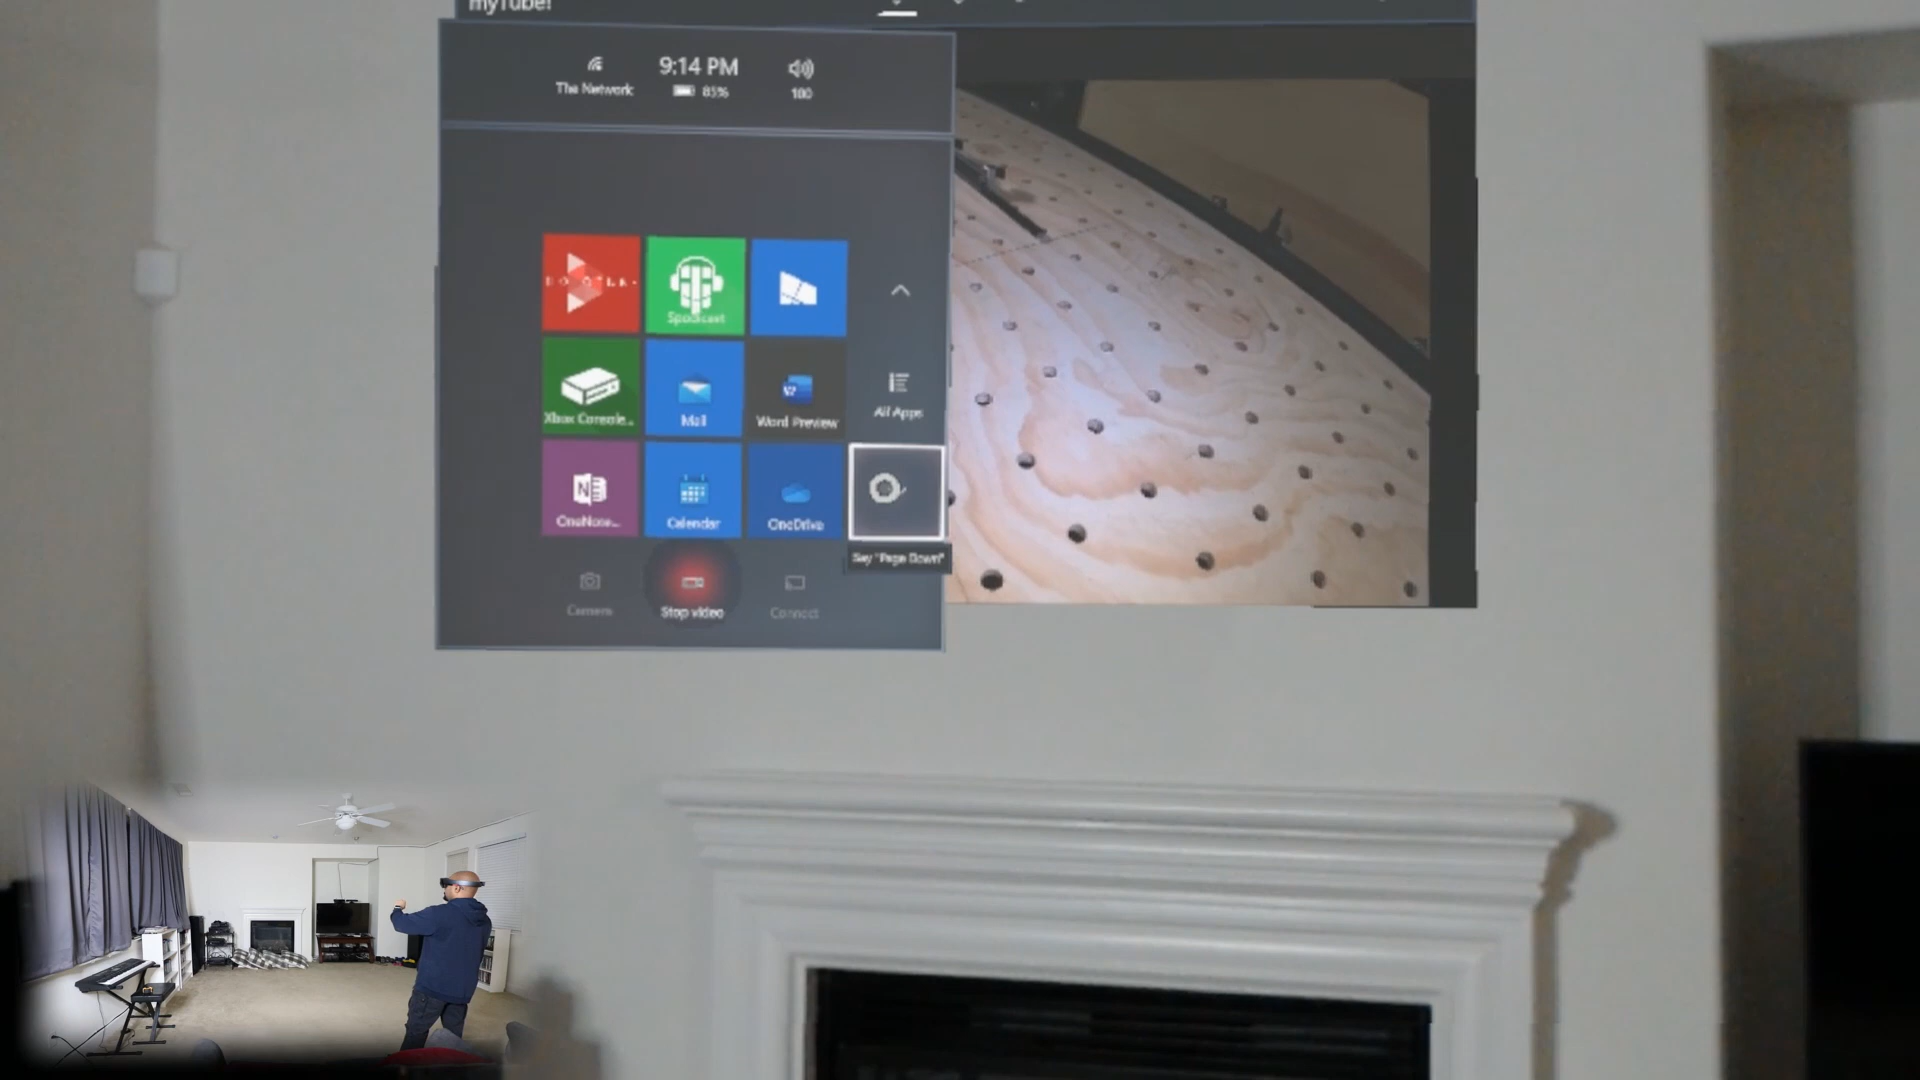 myTube!
9:14 PM
The Network
85%
100
Spodcast
Xbox Console...
Mail
Word Preview
All Apps
OneNote...
Calendar
OneDrive
Say "Page Down"
Camera
Stop video
Connect